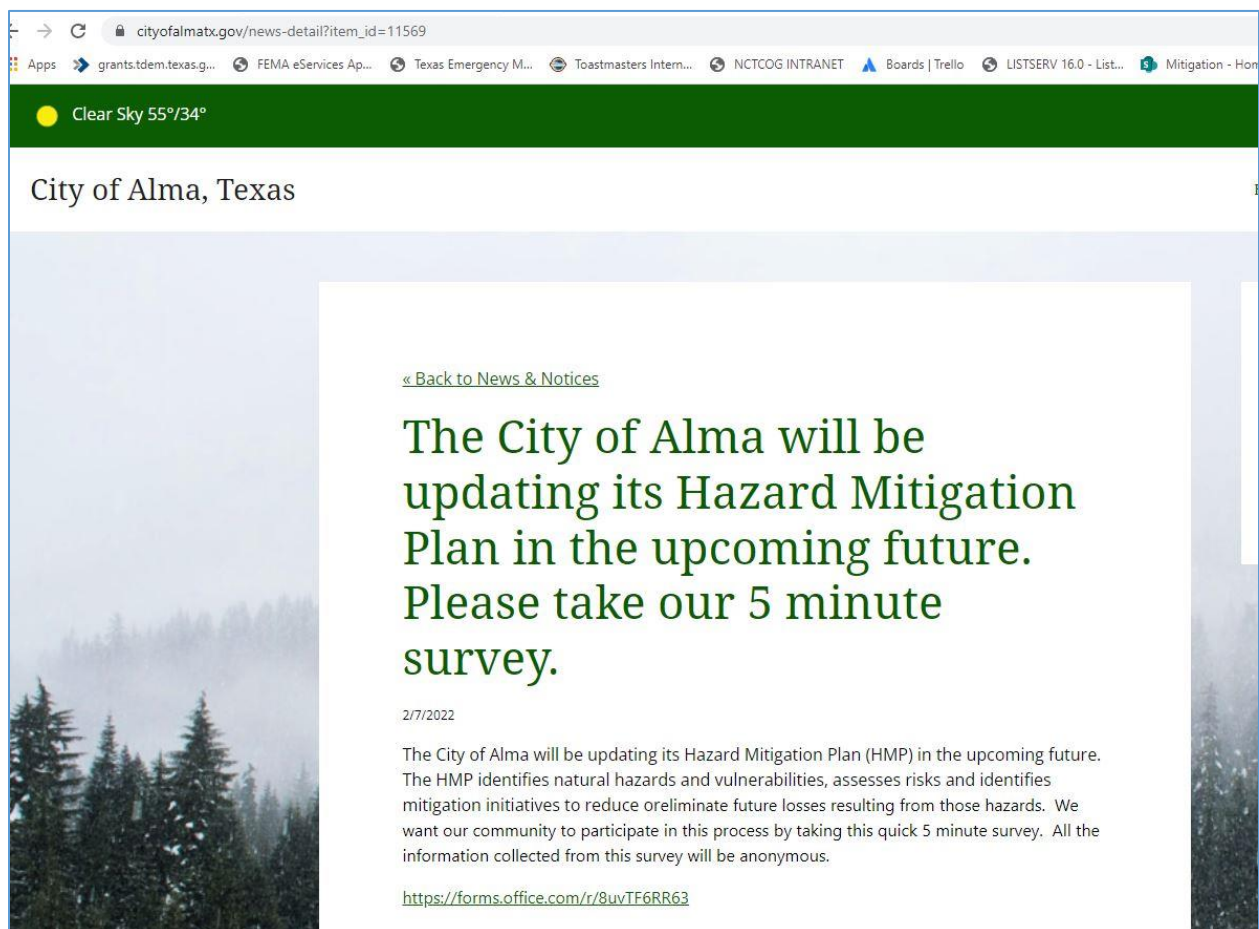 cityofalmatx.gov/news-detail?item_id=11569
Apps grants.tdem.texas.g... FEMA eServices Ap... Texas Emergency M... Toastmasters Intern... NCTCOG INTRANET Boards | Trello LISTSERV 16.0 - List... Mitigation - Hom
Clear Sky 55°/34°
City of Alma, Texas
« Back to News & Notices
The City of Alma will be
updating its Hazard Mitigation
Plan in the upcoming future.
Please take our 5 minute
survey.
2/7/2022
The City of Alma will be updating its Hazard Mitigation Plan (HMP) in the upcoming future.
The HMP identifies natural hazards and vulnerabilities, assesses risks and identifies
mitigation initiatives to reduce oreliminate future losses resulting from those hazards.  We
want our community to participate in this process by taking this quick 5 minute survey.  All the
information collected from this survey will be anonymous.
https://forms.office.com/r/8uvTF6RR63